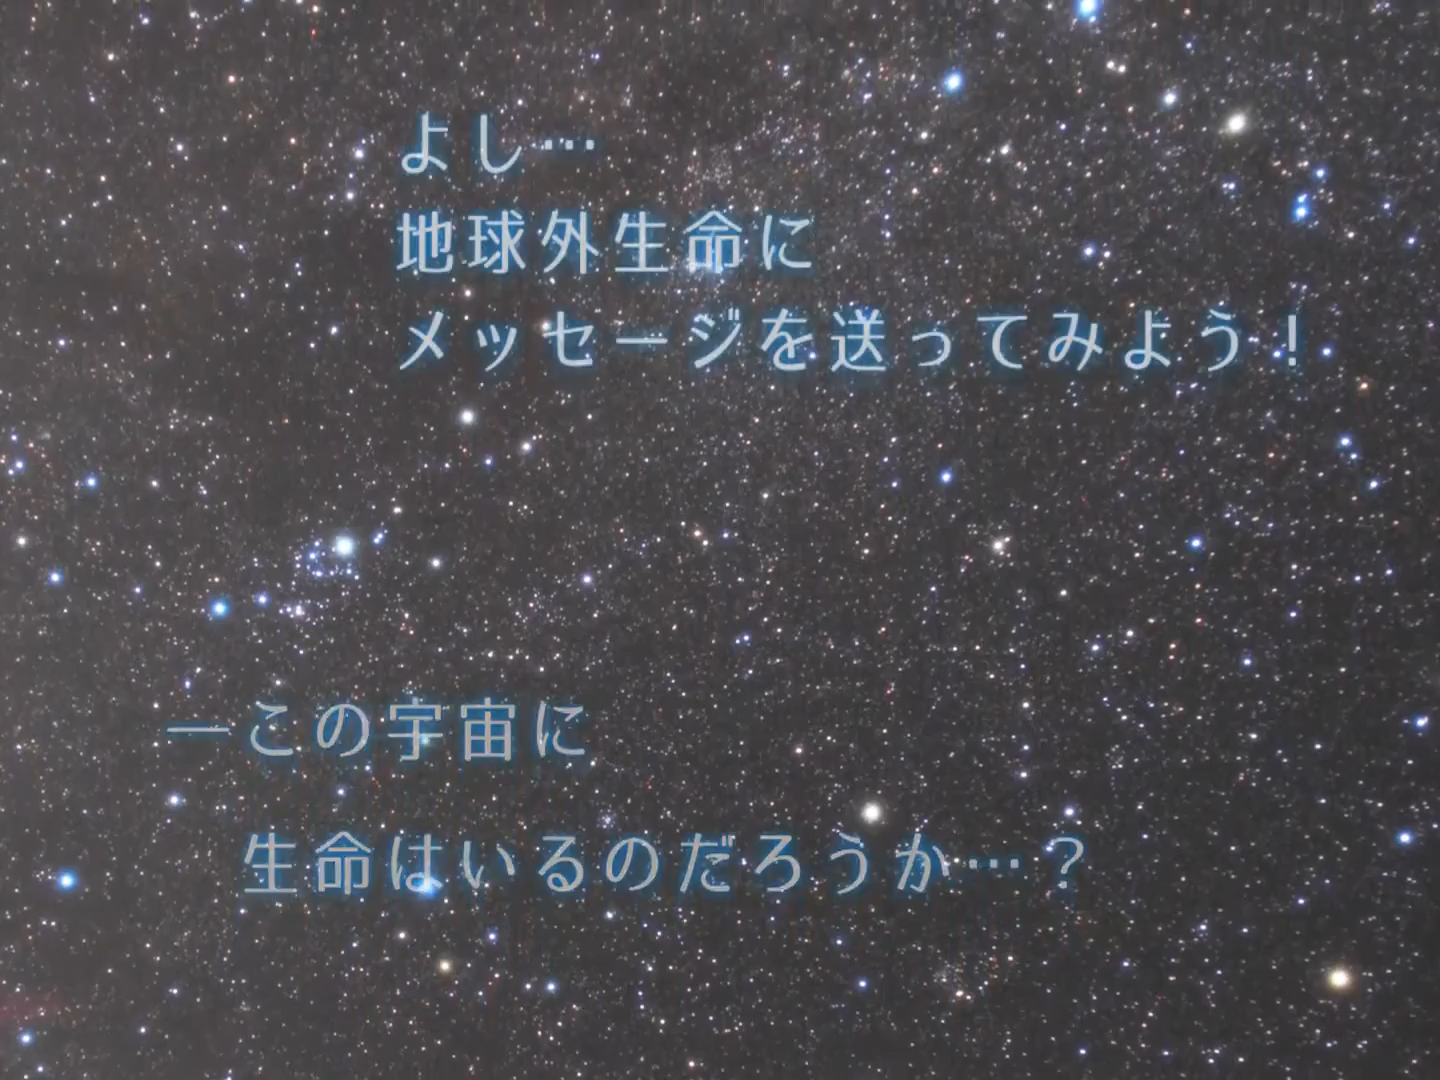 よし…
地球外生命に
メッセージを送ってみよう！
―この宇宙に
生命はいるのだろうか…？